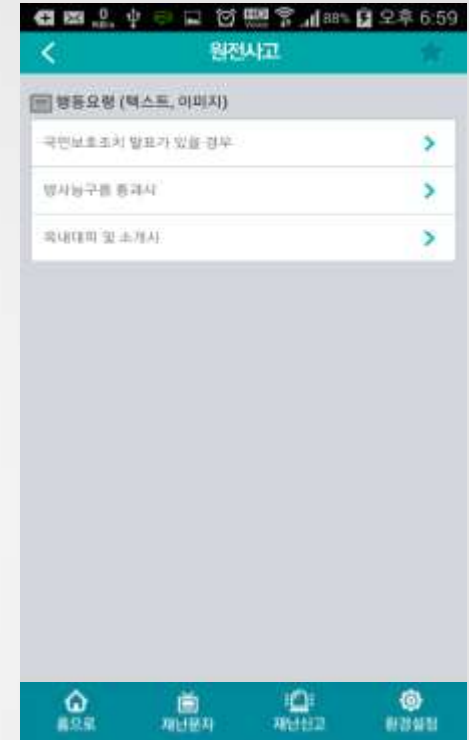 88% 오후 6:59
원전사고
행동요령 (텍스트, 이미지)
국민보호조치 발표가 있을 경우
방사능구름 통과시
옥내대피 및 소개시
홈으로 재난문자 재난신고 환경설정